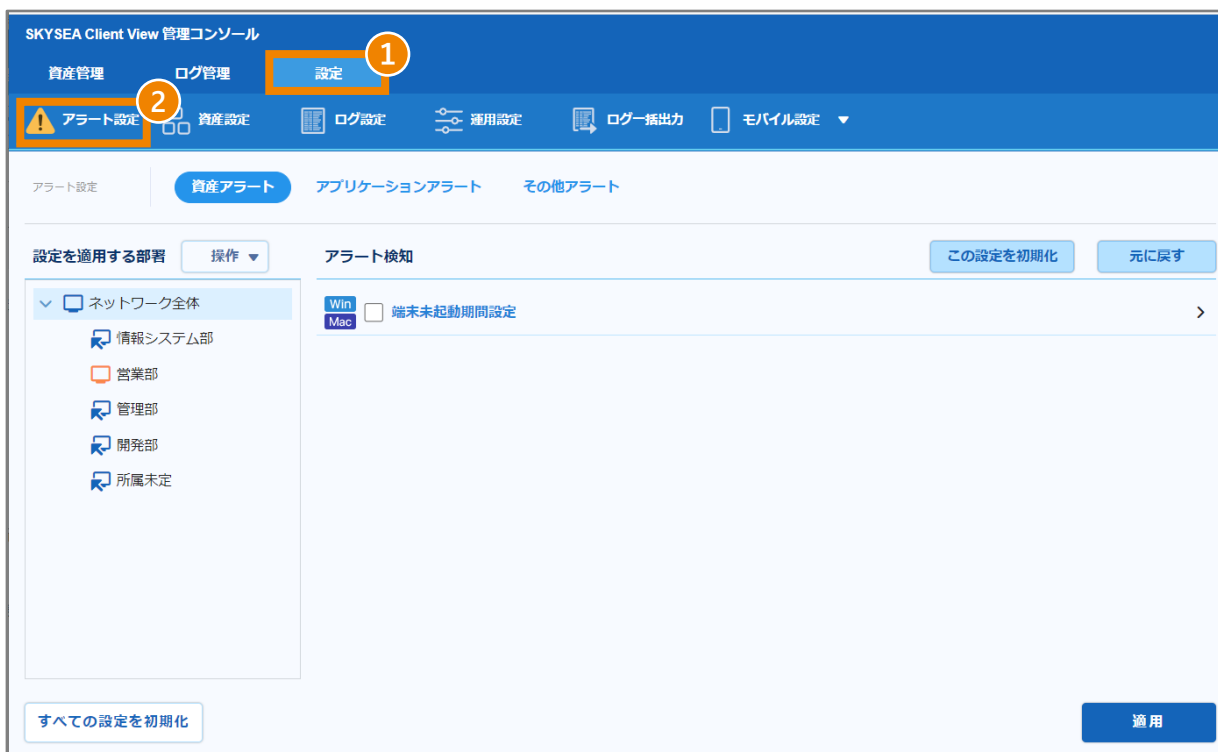 SKYSEA Client View 管理コンソール
1
資産管理 ログ管理 設定
2
アラート設定 資産設定 ログ設定 運用設定 ログ一括出力 モバイル設定
アラート設定 資産アラート アプリケーションアラート その他アラート
設定を適用する部署 操作 アラート検知 この設定を初期化 元に戻す
ネットワーク全体
Win
Mac
端末未起動期間設定
情報システム部
営業部
管理部
開発部
所属未定
すべての設定を初期化 適用